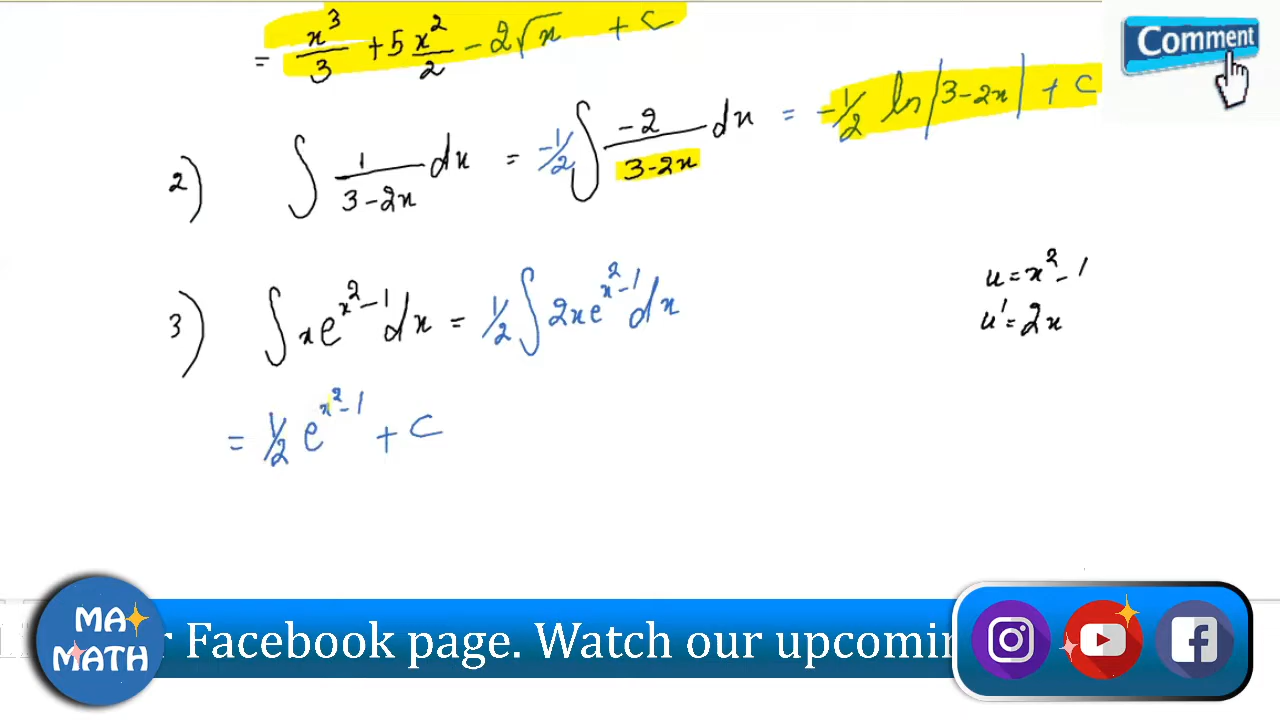 = x³/3 + 5 x²/2 - 2√x + C
Comment
2) ∫ 1/(3-2x) dx = -1/2 ∫ -2/(3-2x) dx = -1/2 ln|3-2x| + C
u = x² - 1
3) ∫ x e^(x²-1) dx = 1/2 ∫ 2x e^(x²-1) dx
u' = 2x
= 1/2 e^(x²-1) + C
MA
MATH
r Facebook page. Watch our upcomin